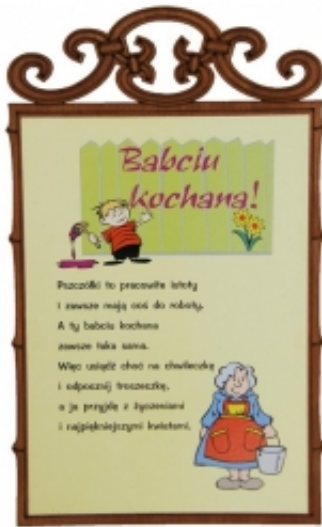 Babciu
kochana!
Pszczółki to pracowite istoty
i zawsze mają coś do roboty.
A ty babciu kochana
zawsze taka sama.
Więc usiądź choć na chwileczkę
i odpocznij troszeczkę,
a ja przyjdę z życzeniami
i najpiękniejszymi kwiatami.